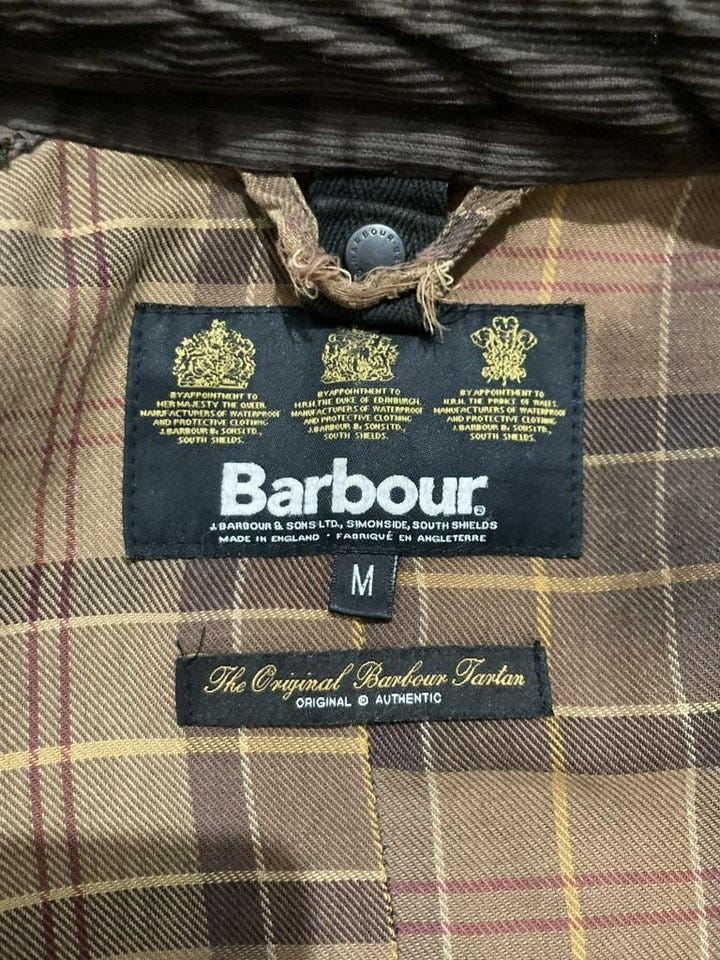 BARBOUR
BY APPOINTMENT TO
HER MAJESTY THE QUEEN.
MANUFACTURERS OF WATERPROOF
AND PROTECTIVE CLOTHING
J.BARBOUR & SONS LTD.,
SOUTH SHIELDS.
BY APPOINTMENT TO
H.R.H. THE DUKE OF EDINBURGH.
MANUFACTURERS OF WATERPROOF
AND PROTECTIVE CLOTHING
J.BARBOUR & SONS LTD.,
SOUTH SHIELDS.
BY APPOINTMENT TO
H.R.H. THE PRINCE OF WALES.
MANUFACTURERS OF WATERPROOF
AND PROTECTIVE CLOTHING
J.BARBOUR & SONS LTD.,
SOUTH SHIELDS.
Barbour®
J.BARBOUR & SONS LTD., SIMONSIDE, SOUTH SHIELDS
MADE IN ENGLAND • FABRIQUÉ EN ANGLETERRE
M
The Original Barbour Tartan
ORIGINAL © AUTHENTIC